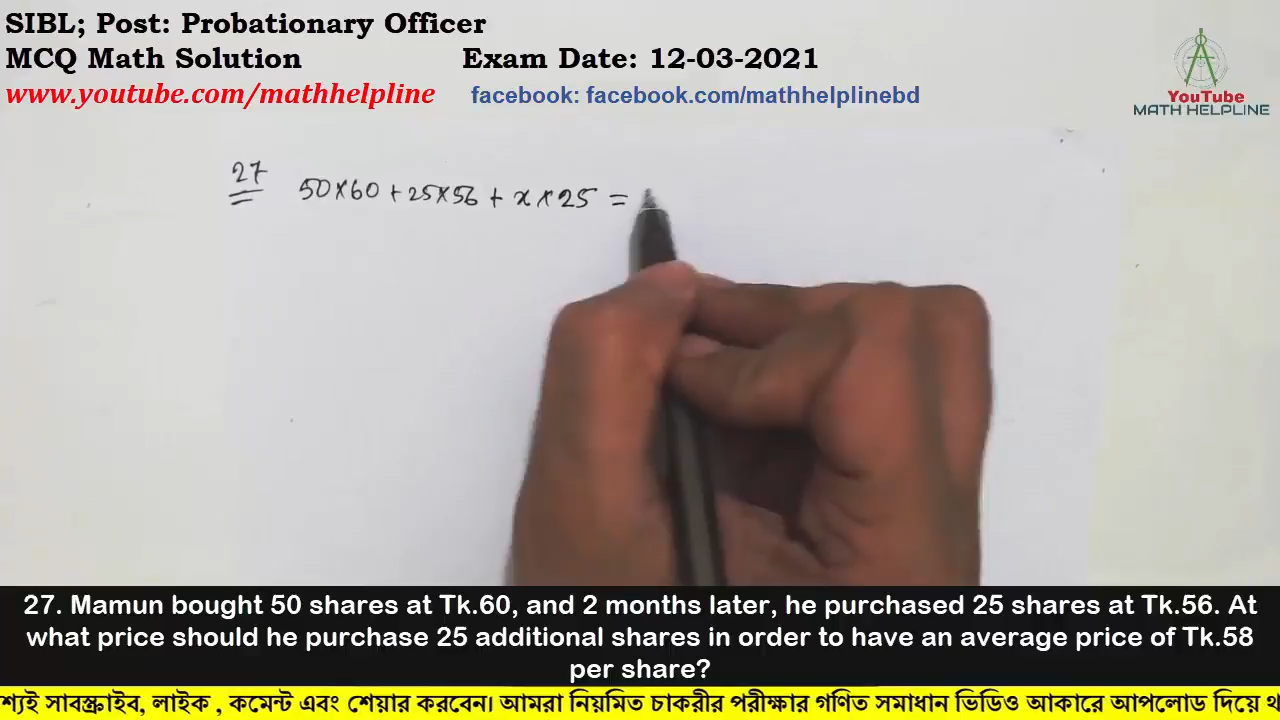 SIBL; Post: Probationary Officer
MCQ Math Solution Exam Date: 12-03-2021
www.youtube.com/mathhelpline facebook: facebook.com/mathhelplinebd
YouTube
MATH HELPLINE
27 50×60 + 25×56 + x×25 =
27. Mamun bought 50 shares at Tk.60, and 2 months later, he purchased 25 shares at Tk.56. At
what price should he purchase 25 additional shares in order to have an average price of Tk.58
per share?
সাবস্ক্রাইব, লাইক , কমেন্ট এবং শেয়ার করবেন। আমরা নিয়মিত চাকরীর পরীক্ষার গণিত সমাধান ভিডিও আকারে আপলোড দিয়ে